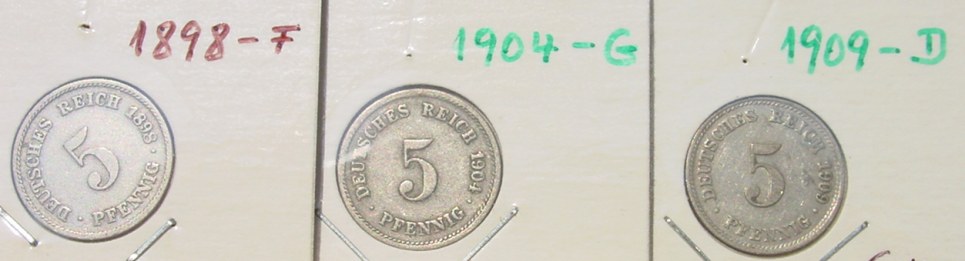 1898-F
DEUTSCHES REICH 1898
5
PFENNIG
1904-G
DEUTSCHES REICH 1904
5
PFENNIG
1909-D
DEUTSCHES REICH 1909
5
PFENNIG